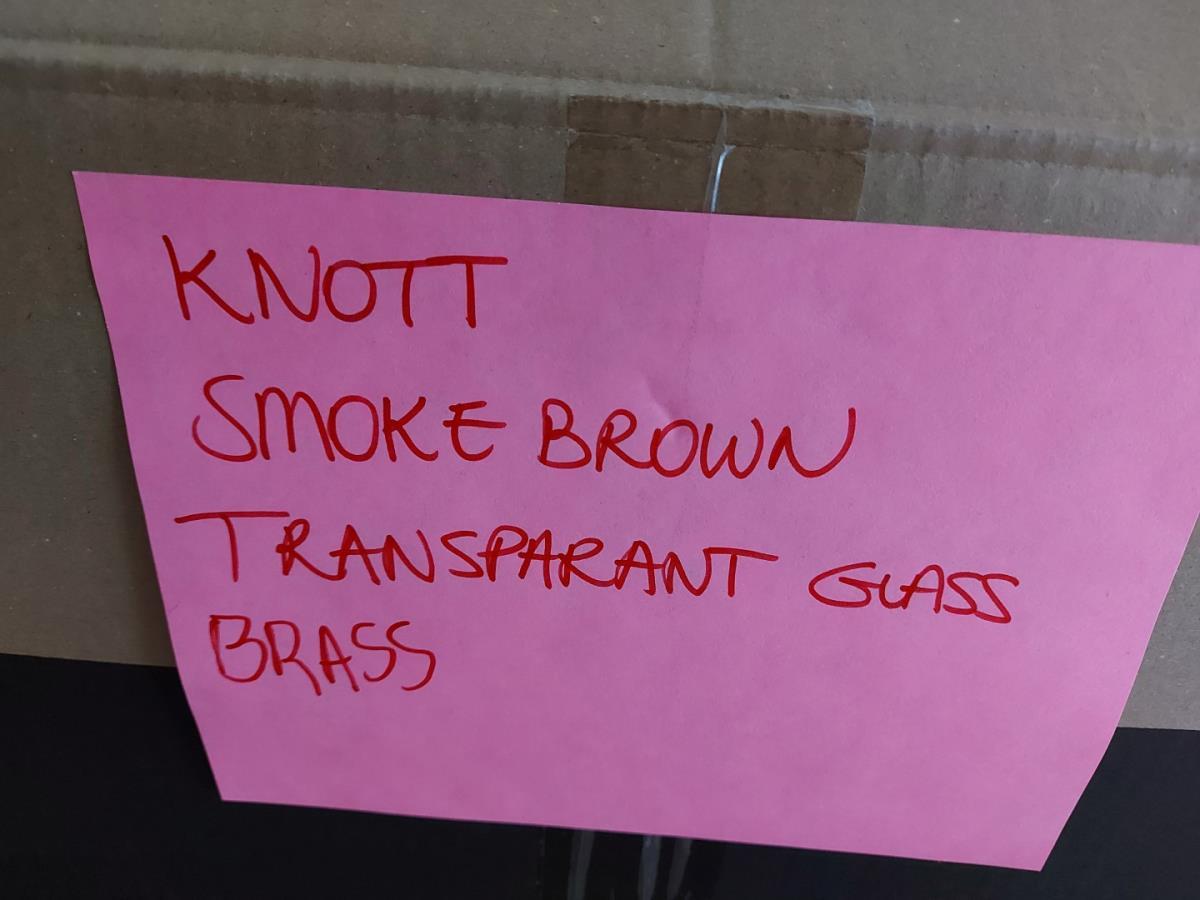 KNOTT
SMOKE BROWN
TRANSPARANT GLASS
BRASS